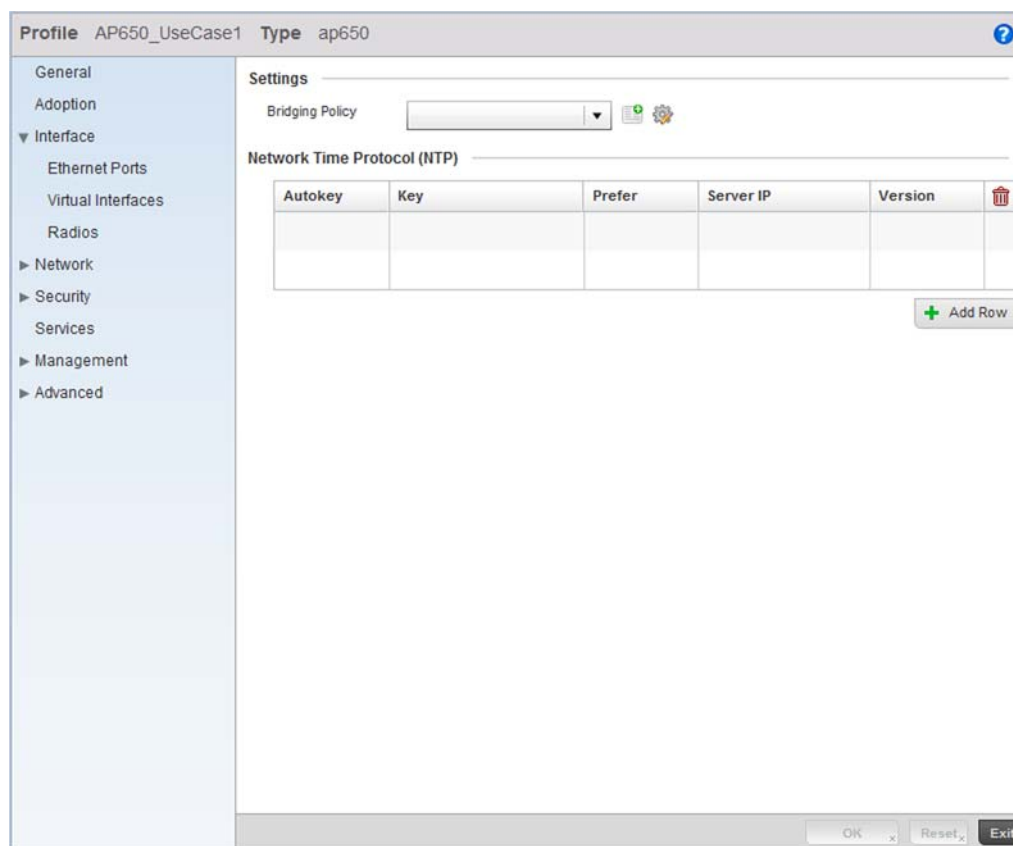 Profile AP650_UseCase1 Type ap650
General
Adoption
Interface
Ethernet Ports
Virtual Interfaces
Radios
Network
Security
Services
Management
Advanced
Settings
Bridging Policy
Network Time Protocol (NTP)
Autokey Key Prefer Server IP Version
Add Row
OK Reset Exit